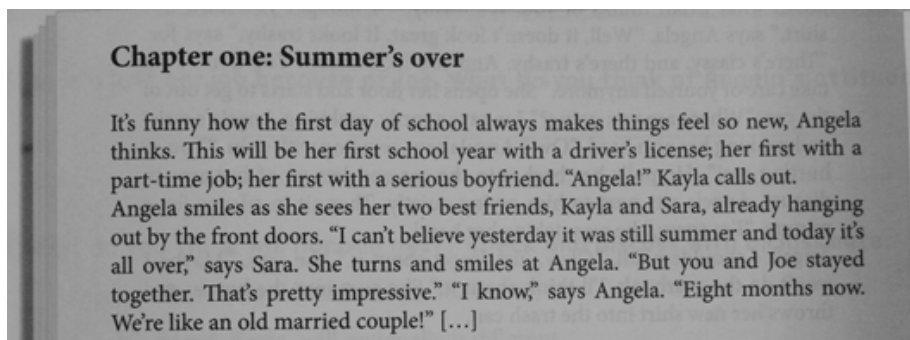 Chapter one: Summer's over
It's funny how the first day of school always makes things feel so new, Angela
thinks. This will be her first school year with a driver's license; her first with a
part-time job; her first with a serious boyfriend. “Angela!” Kayla calls out.
Angela smiles as she sees her two best friends, Kayla and Sara, already hanging
out by the front doors. “I can't believe yesterday it was still summer and today it's
all over,” says Sara. She turns and smiles at Angela. “But you and Joe stayed
together. That's pretty impressive.” “I know,” says Angela. “Eight months now.
We're like an old married couple!” […]